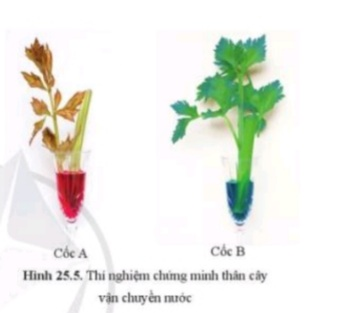 Cốc A
Cốc B
Hình 25.5. Thí nghiệm chứng minh thân cây
vận chuyển nước